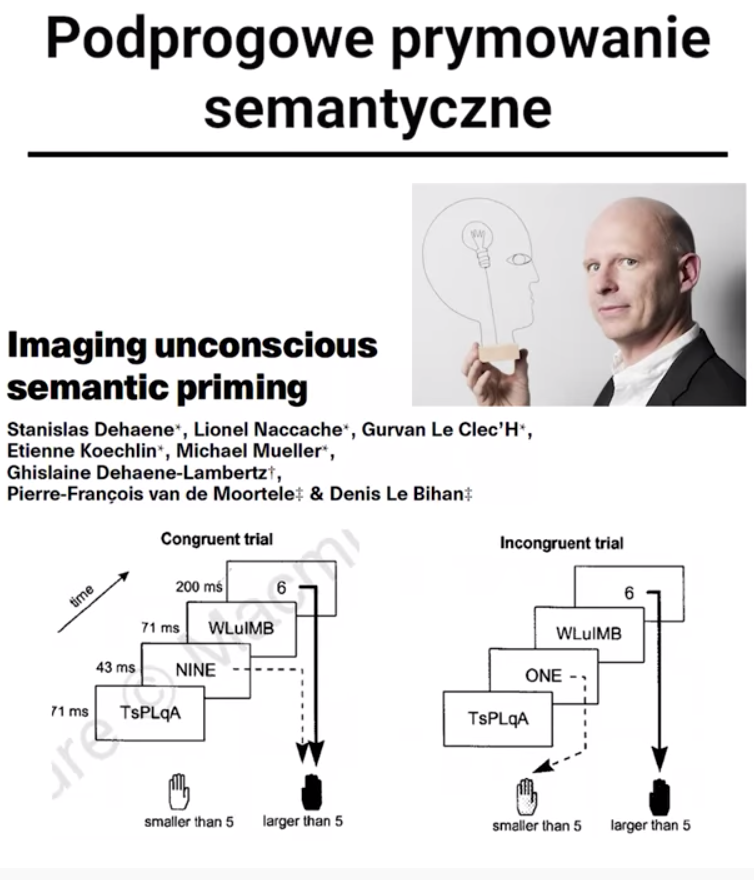 Podprogowe prymowanie
semantyczne
Imaging unconscious
semantic priming
Stanislas Dehaene*, Lionel Naccache*, Gurvan Le Clec'H*,
Etienne Koechlin*, Michael Mueller*,
Ghislaine Dehaene-Lambertz†,
Pierre-François van de Moortele‡ & Denis Le Bihan‡
Congruent trial
time
200 ms
6
71 ms
WLuIMB
43 ms
NINE
71 ms
TsPLqA
smaller than 5
larger than 5
Incongruent trial
6
WLuIMB
ONE
TsPLqA
smaller than 5
larger than 5
ure © Macmi